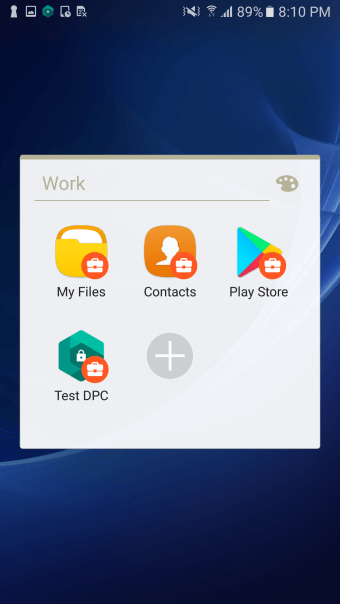 89% 8:10 PM
Work
My Files
Contacts
Play Store
Test DPC